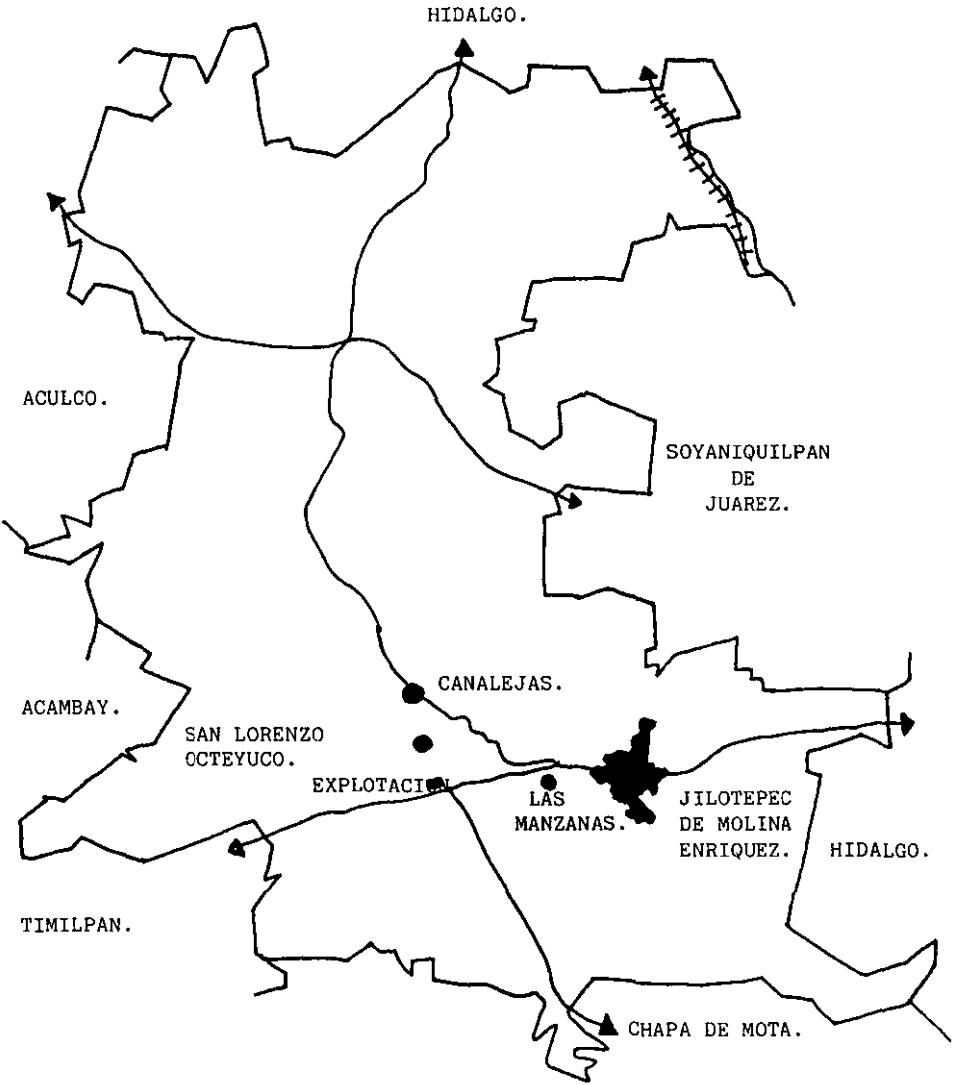 HIDALGO.
ACULCO.
SOYANIQUILPAN
DE
JUAREZ.
CANALEJAS.
ACAMBAY.
SAN LORENZO
OCTEYUCO.
EXPLOTACION
LAS
MANZANAS.
JILOTEPEC
DE MOLINA
ENRIQUEZ.
HIDALGO.
TIMILPAN.
CHAPA DE MOTA.